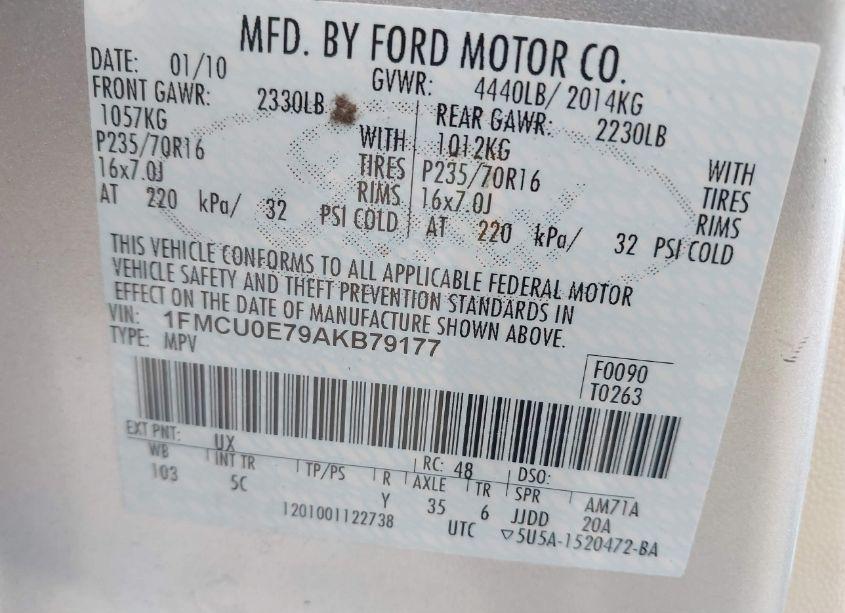 MFD. BY FORD MOTOR CO.
DATE: 01/10 GVWR: 4440LB/ 2014KG
FRONT GAWR: 2330LB REAR GAWR: 2230LB
1057KG WITH 1012KG WITH
P235/70R16 TIRES P235/70R16 TIRES
16x7.0J RIMS 16x7.0J RIMS
AT 220 kPa/ 32 PSI COLD AT 220 kPa/ 32 PSI COLD
THIS VEHICLE CONFORMS TO ALL APPLICABLE FEDERAL MOTOR
VEHICLE SAFETY AND THEFT PREVENTION STANDARDS IN
EFFECT ON THE DATE OF MANUFACTURE SHOWN ABOVE.
VIN: 1FMCU0E79AKB79177
TYPE: MPV
F0090
T0263
EXT PNT: UX RC: 48 DSO:
WB INT TR TP/PS R AXLE TR SPR AM71A
103 5C Y 35 6 JJDD 20A
1201001122738 UTC ▽5U5A-1520472-BA